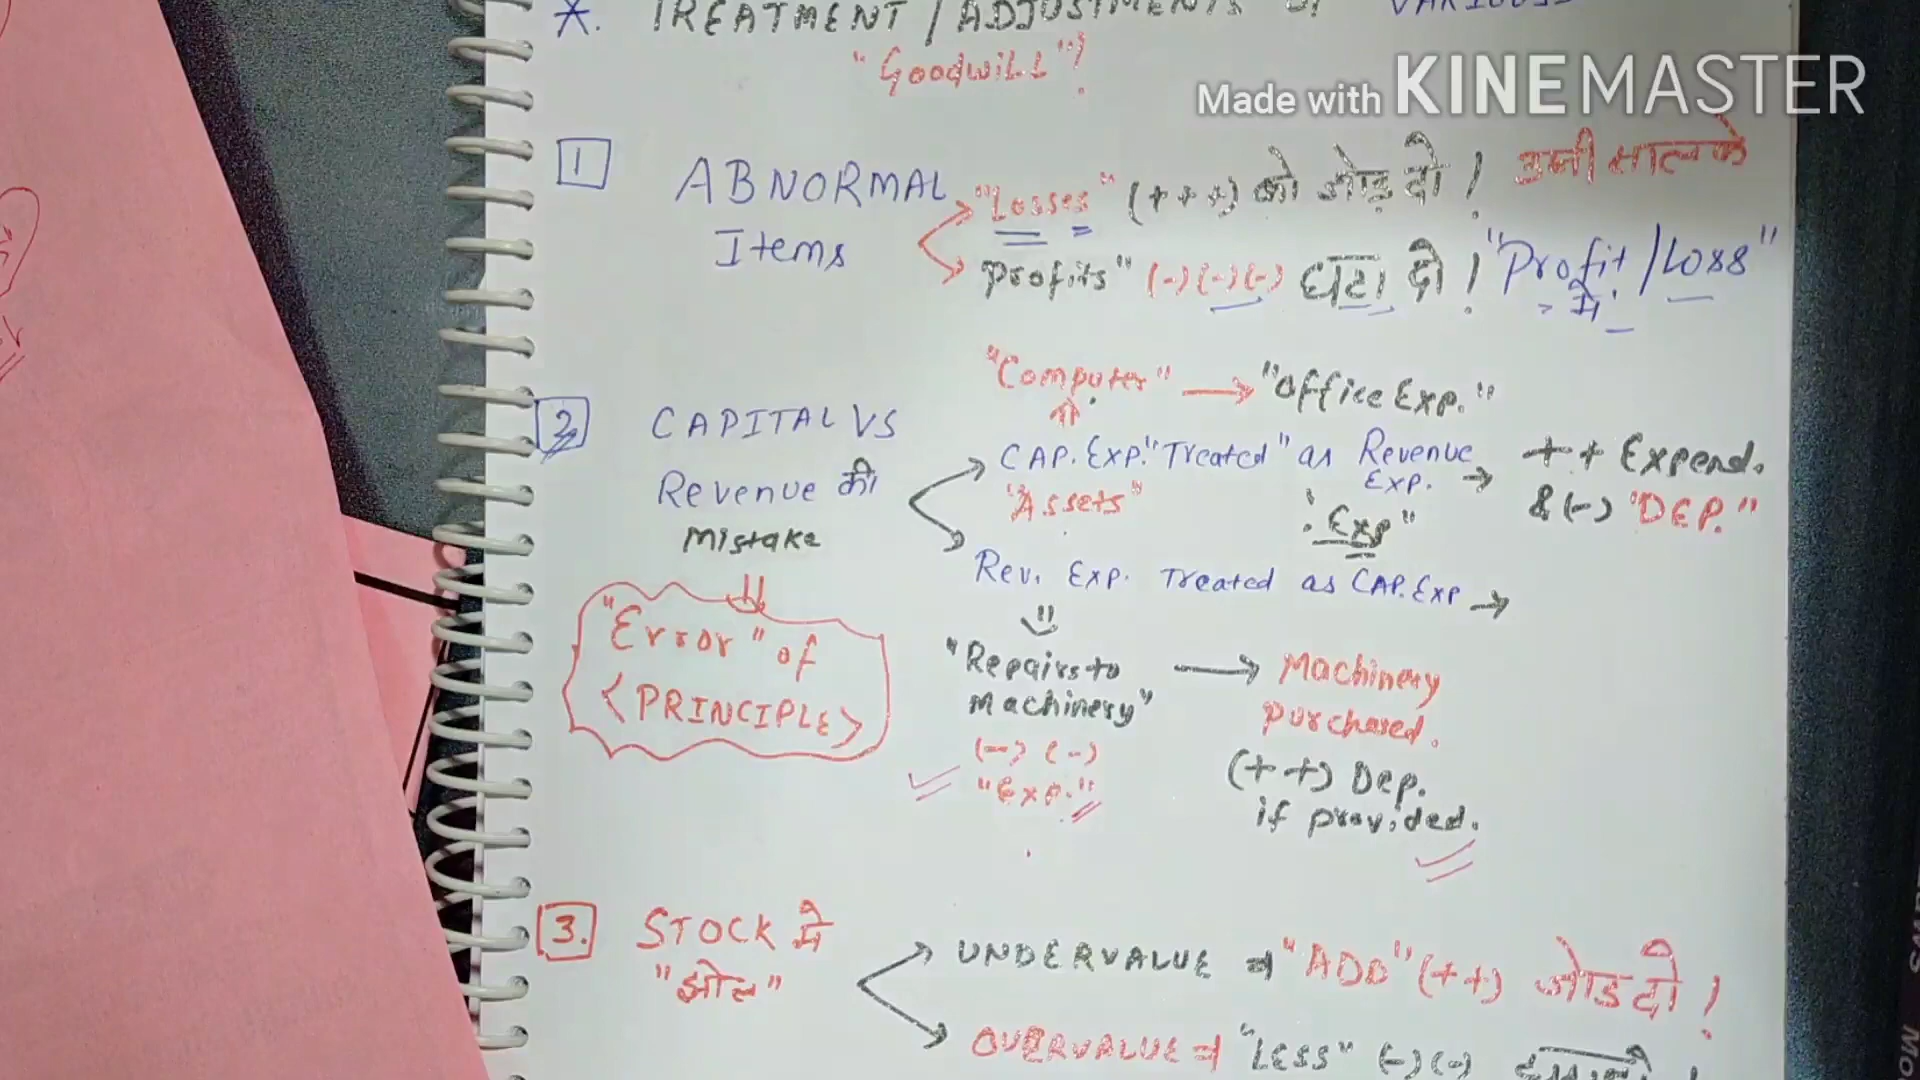 *. TREATMENT / ADJUSTMENTS OF VARIOUS
"GoodwiLL"!
Made with KINEMASTER
1 ABNORMAL Items
"Losses" (+++) को जोड़ दो ! उसी साल के
profits" (-)(-)(-) घटा दो ! "Profit/Loss" में
2 CAPITAL VS
Revenue की
Mistake
"Error" of
<PRINCIPLE>
"Computer" → "Office Exp."
CAP. EXP. "Treated" as Revenue EXP. → ++ Expend.
"Assets" "Exp" & (-) "DEP."
Rev. Exp. Treated as CAP. Exp →
"Repairs to Machinery" → Machinery purchased.
(-) (-) "Exp."
(++) Dep.
if provided.
3. STOCK में
"झोल"
UNDERVALUE ⇒ "ADD" (++) जोड़ दो !
OVERVALUE ⇒ "LESS" (-)(-)